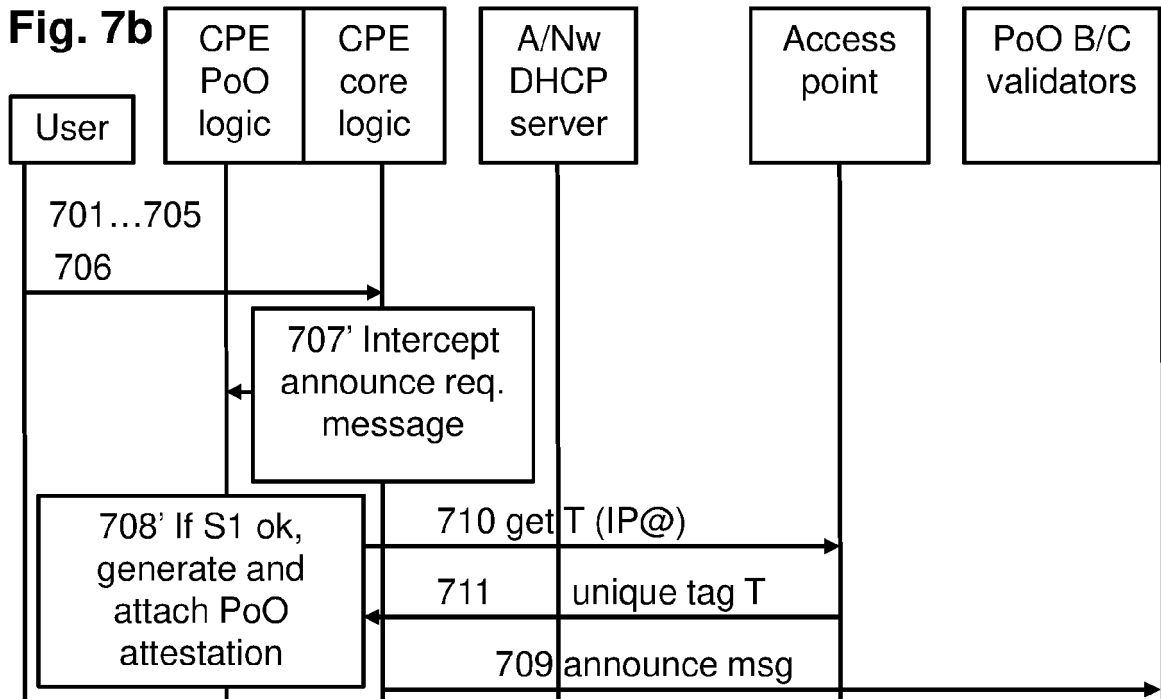 Fig. 7b
User
CPE
PoO
logic
CPE
core
logic
A/Nw
DHCP
server
Access
point
PoO B/C
validators
701…705
706
707’ Intercept
announce req.
message
708’ If S1 ok,
generate and
attach PoO
attestation
710 get T (IP@)
711 unique tag T
709 announce msg